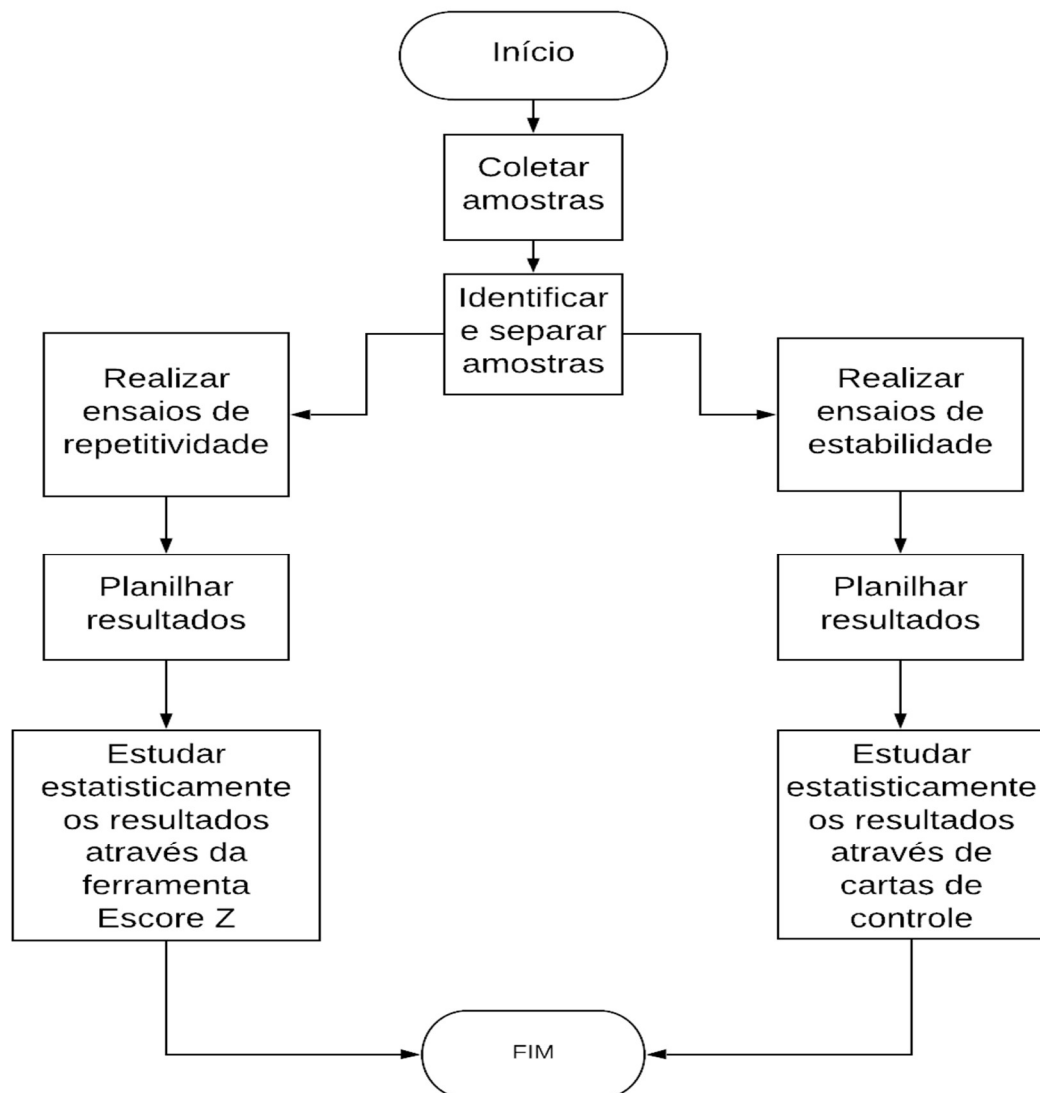 Início
Coletar
amostras
Identificar
e separar
amostras
Realizar
ensaios de
repetitividade
Planilhar
resultados
Estudar
estatisticamente
os resultados
através da
ferramenta
Escore Z
Realizar
ensaios de
estabilidade
Planilhar
resultados
Estudar
estatisticamente
os resultados
através de
cartas de
controle
FIM